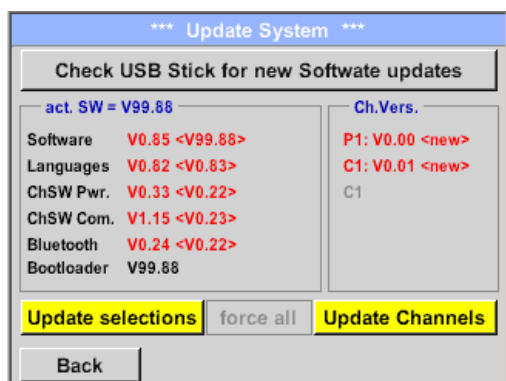 *** Update System ***
Check USB Stick for new Softwate updates
act. SW = V99.88
Software V0.85 <V99.88>
Languages V0.82 <V0.83>
ChSW Pwr. V0.33 <V0.22>
ChSW Com. V1.15 <V0.23>
Bluetooth V0.24 <V0.22>
Bootloader V99.88
Ch.Vers.
P1: V0.00 <new>
C1: V0.01 <new>
C1
Update selections force all Update Channels
Back